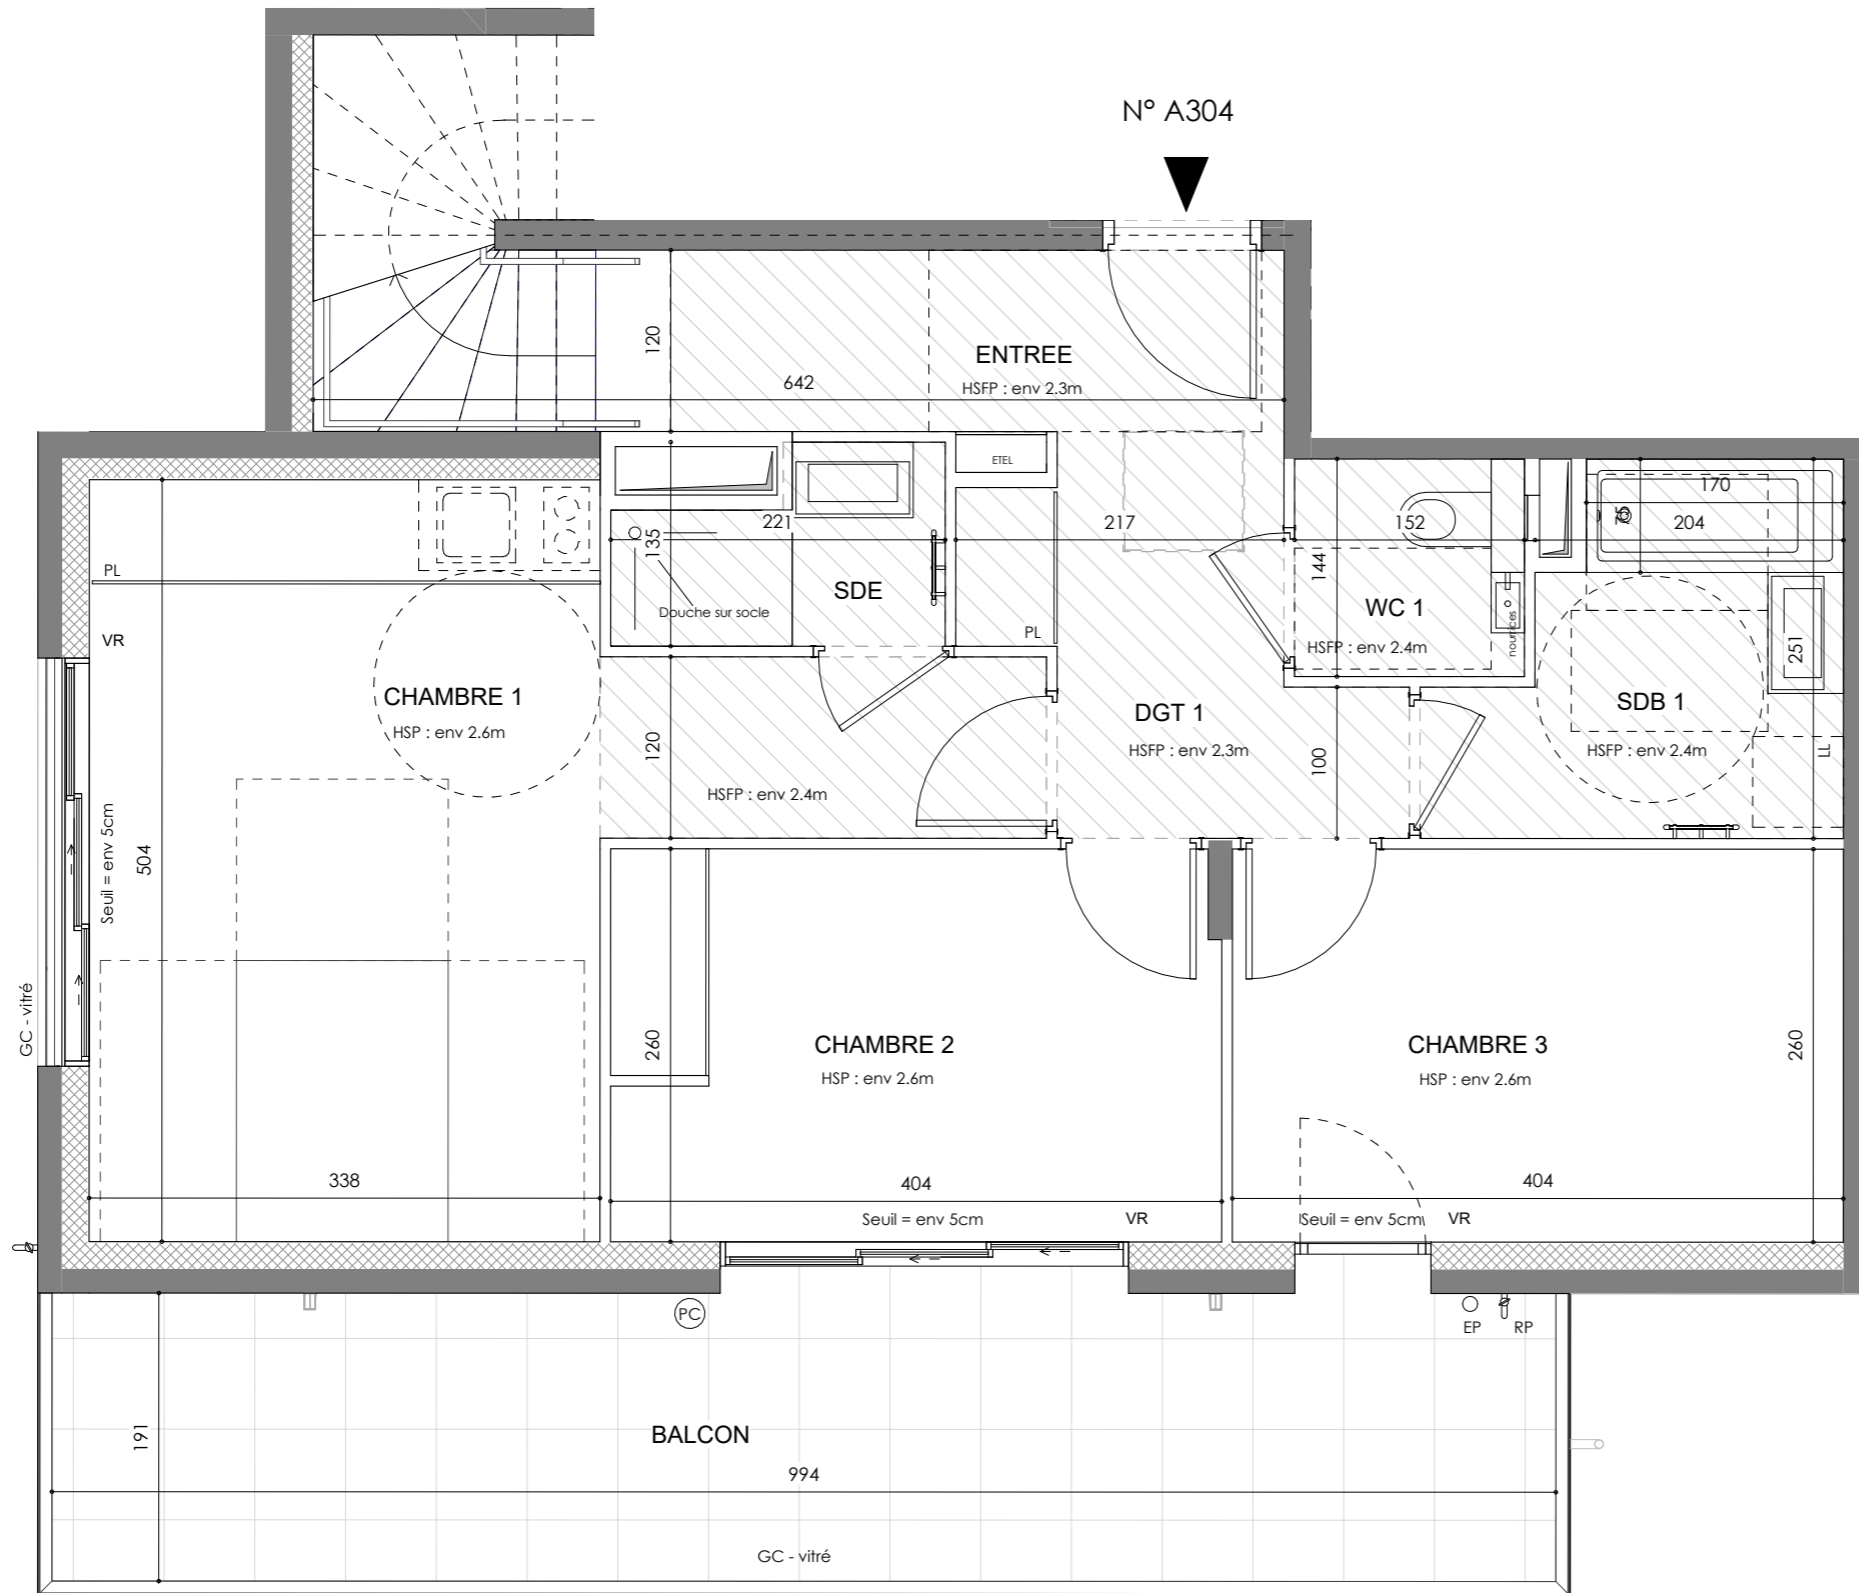 N° A304
120
ENTREE
HSFP : env 2.3m
642
ETEL
170
221
135
217
152
75
204
144
PL
SDE
Douche sur socle
PL
WC 1
HSFP : env 2.4m
nourrices
251
VR
CHAMBRE 1
HSP : env 2.6m
DGT 1
HSFP : env 2.3m
SDB 1
HSFP : env 2.4m
LL
120
100
HSFP : env 2.4m
Seuil = env 5cm
504
GC - vitré
260
CHAMBRE 2
HSP : env 2.6m
CHAMBRE 3
HSP : env 2.6m
260
338
404
404
Seuil = env 5cm
VR
Seuil = env 5cm
VR
PC
EP
RP
191
BALCON
994
GC - vitré